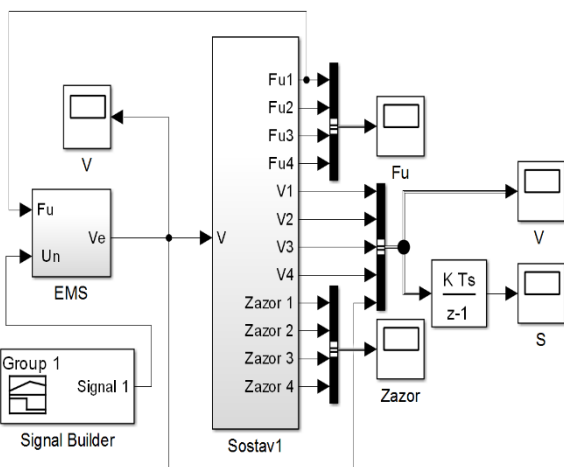 V
Fu
Un
Ve
EMS
Group 1
Signal 1
Signal Builder
V
Fu1
Fu2
Fu3
Fu4
V1
V2
V3
V4
Zazor 1
Zazor 2
Zazor 3
Zazor 4
Sostav1
Fu
Zazor
K Ts
z-1
V
S